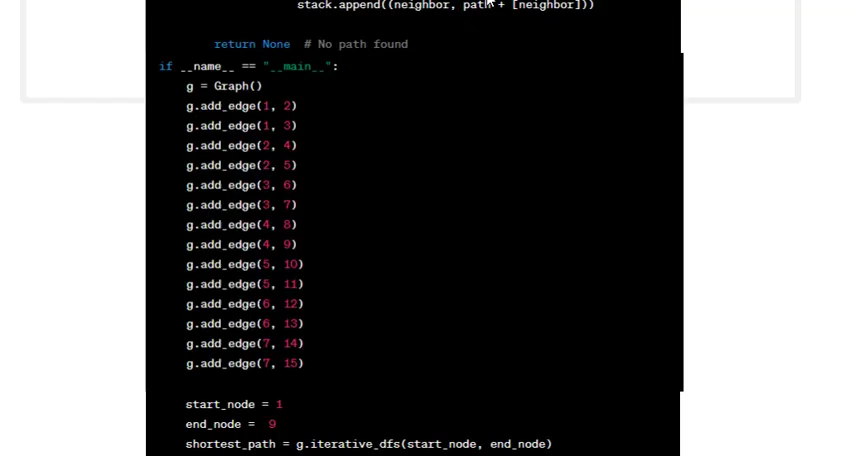 stack.append((neighbor, path + [neighbor]))
return None  # No path found
if __name__ == "__main__":
g = Graph()
g.add_edge(1, 2)
g.add_edge(1, 3)
g.add_edge(2, 4)
g.add_edge(2, 5)
g.add_edge(3, 6)
g.add_edge(3, 7)
g.add_edge(4, 8)
g.add_edge(4, 9)
g.add_edge(5, 10)
g.add_edge(5, 11)
g.add_edge(6, 12)
g.add_edge(6, 13)
g.add_edge(7, 14)
g.add_edge(7, 15)
start_node = 1
end_node =  9
shortest_path = g.iterative_dfs(start_node, end_node)